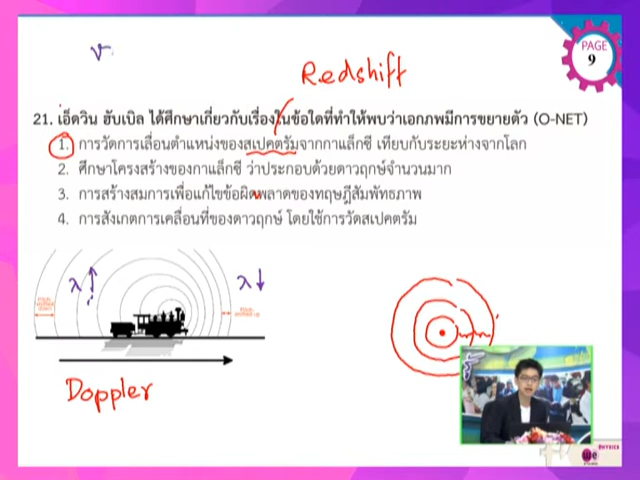 PAGE
9
Redshift
21. เอ็ดวิน ฮับเบิล ได้ศึกษาเกี่ยวกับเรื่องในข้อใดที่ทำให้พบว่าเอกภพมีการขยายตัว (O-NET)
1. การวัดการเลื่อนตำแหน่งของสเปคตรัมจากกาแล็กซี เทียบกับระยะห่างจากโลก
2. ศึกษาโครงสร้างของกาแล็กซี ว่าประกอบด้วยดาวฤกษ์จำนวนมาก
3. การสร้างสมการเพื่อแก้ไขข้อผิดพลาดของทฤษฎีสัมพัทธภาพ
4. การสังเกตการเคลื่อนที่ของดาวฤกษ์ โดยใช้การวัดสเปคตรัม
λ↑ λ↓
Doppler
PHYSICS
we